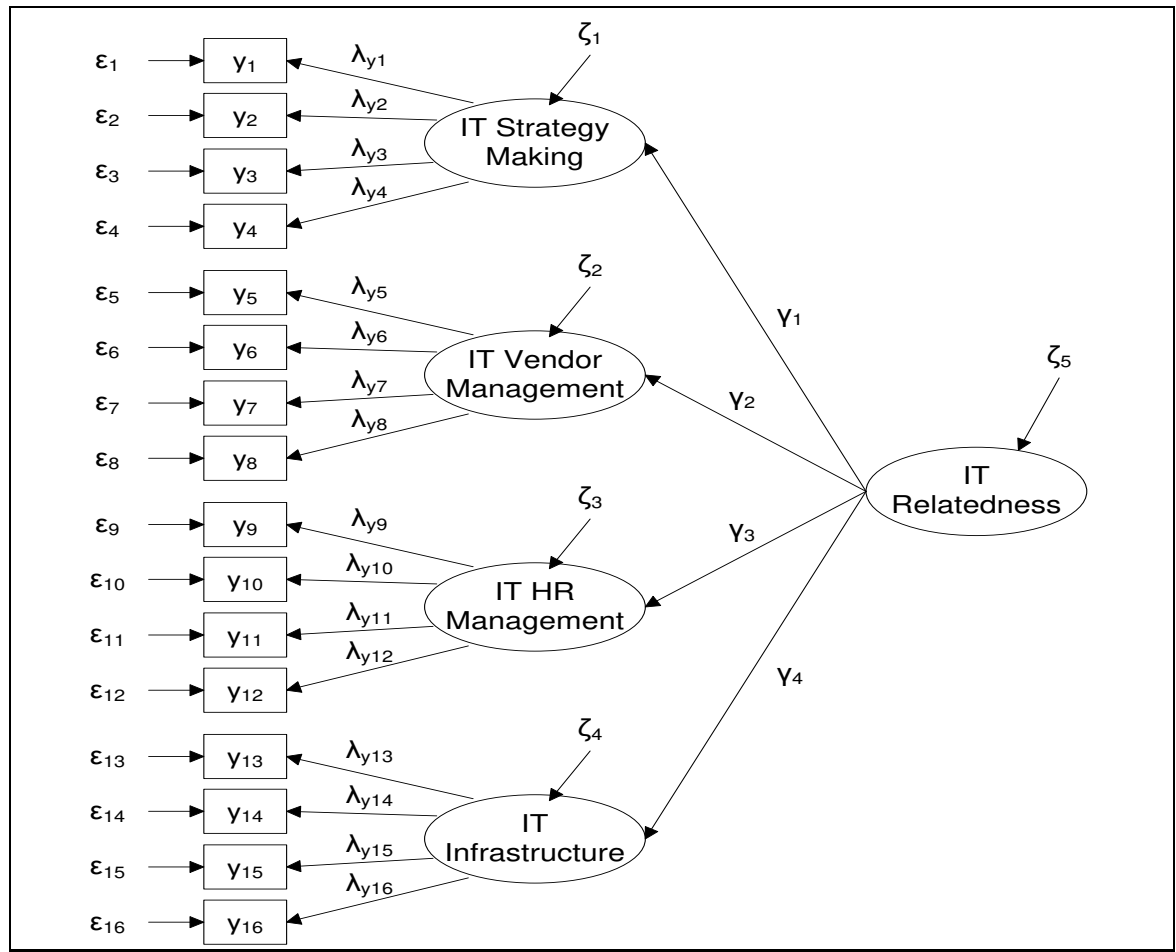 ζ1
ε1 y1 λy1
ε2 y2 λy2
IT Strategy
Making
ε3 y3 λy3
ε4 y4 λy4
ζ2
ε5 y5 λy5
γ1
ε6 y6 λy6
IT Vendor
Management
ζ5
ε7 y7 λy7
γ2
ε8 y8 λy8
IT
Relatedness
ζ3
ε9 y9 λy9
γ3
ε10 y10 λy10
IT HR
Management
ε11 y11 λy11
ε12 y12 λy12
γ4
ζ4
ε13 y13 λy13
ε14 y14 λy14
IT
Infrastructure
ε15 y15 λy15
ε16 y16 λy16